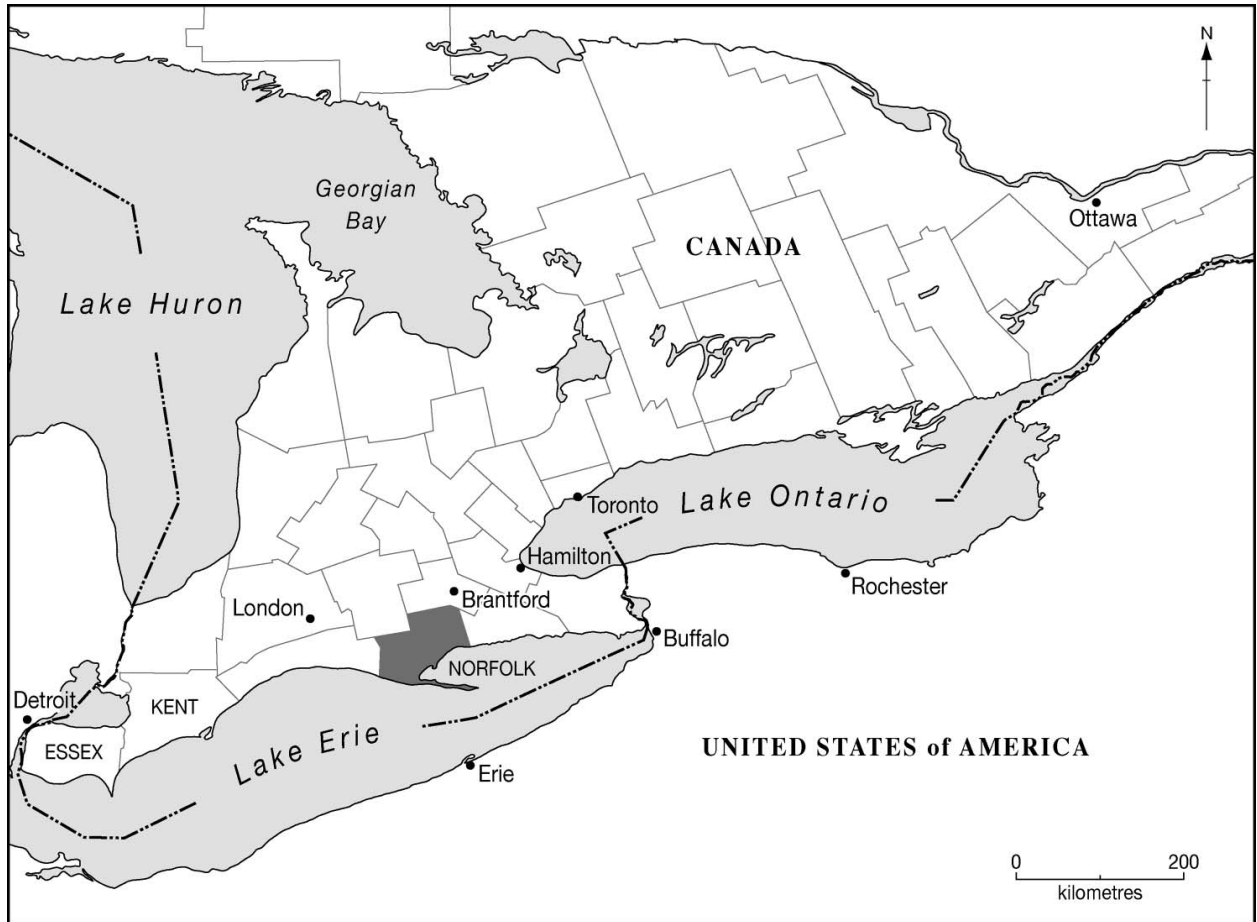 N
Georgian
Bay
Ottawa
CANADA
Lake Huron
Toronto
Lake Ontario
Hamilton
Rochester
Brantford
London
Buffalo
NORFOLK
Detroit
KENT
ESSEX
Lake Erie
UNITED STATES of AMERICA
Erie
0 200
kilometres